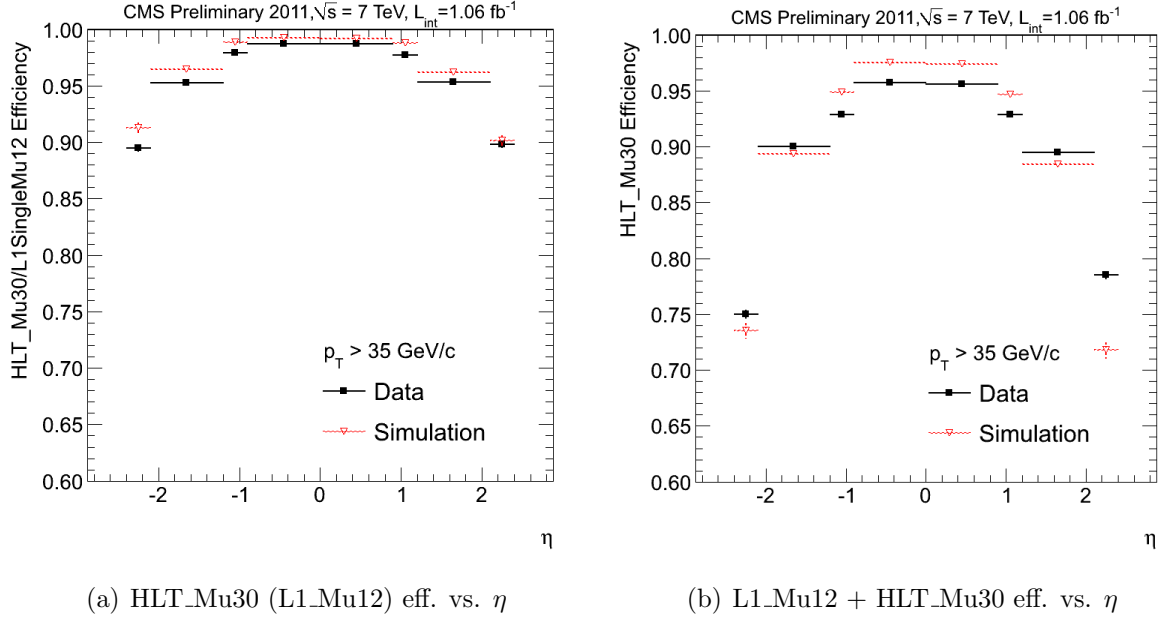 CMS Preliminary 2011,√s = 7 TeV, L_int=1.06 fb⁻¹
HLT_Mu30/L1SingleMu12 Efficiency
1.00
0.95
0.90
0.85
0.80
0.75
0.70
0.65
0.60
p_T > 35 GeV/c
Data
Simulation
-2
-1
0
1
2
η
(a) HLT_Mu30 (L1_Mu12) eff. vs. η
CMS Preliminary 2011,√s = 7 TeV, L_int=1.06 fb⁻¹
HLT_Mu30 Efficiency
1.00
0.95
0.90
0.85
0.80
0.75
0.70
0.65
0.60
p_T > 35 GeV/c
Data
Simulation
-2
-1
0
1
2
η
(b) L1_Mu12 + HLT_Mu30 eff. vs. η